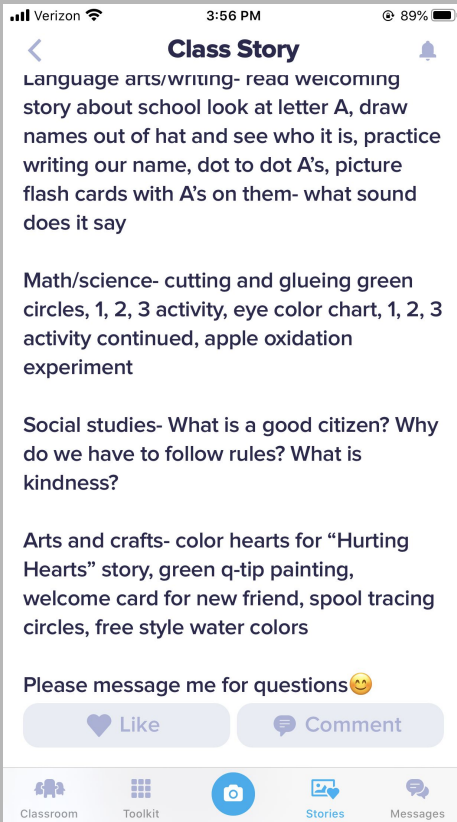 Verizon 3:56 PM 89%
Class Story
Language arts/writing- read welcoming
story about school look at letter A, draw
names out of hat and see who it is, practice
writing our name, dot to dot A’s, picture
flash cards with A’s on them- what sound
does it say
Math/science- cutting and glueing green
circles, 1, 2, 3 activity, eye color chart, 1, 2, 3
activity continued, apple oxidation
experiment
Social studies- What is a good citizen? Why
do we have to follow rules? What is
kindness?
Arts and crafts- color hearts for “Hurting
Hearts” story, green q-tip painting,
welcome card for new friend, spool tracing
circles, free style water colors
Please message me for questions😊
Like Comment
Classroom Toolkit Stories Messages